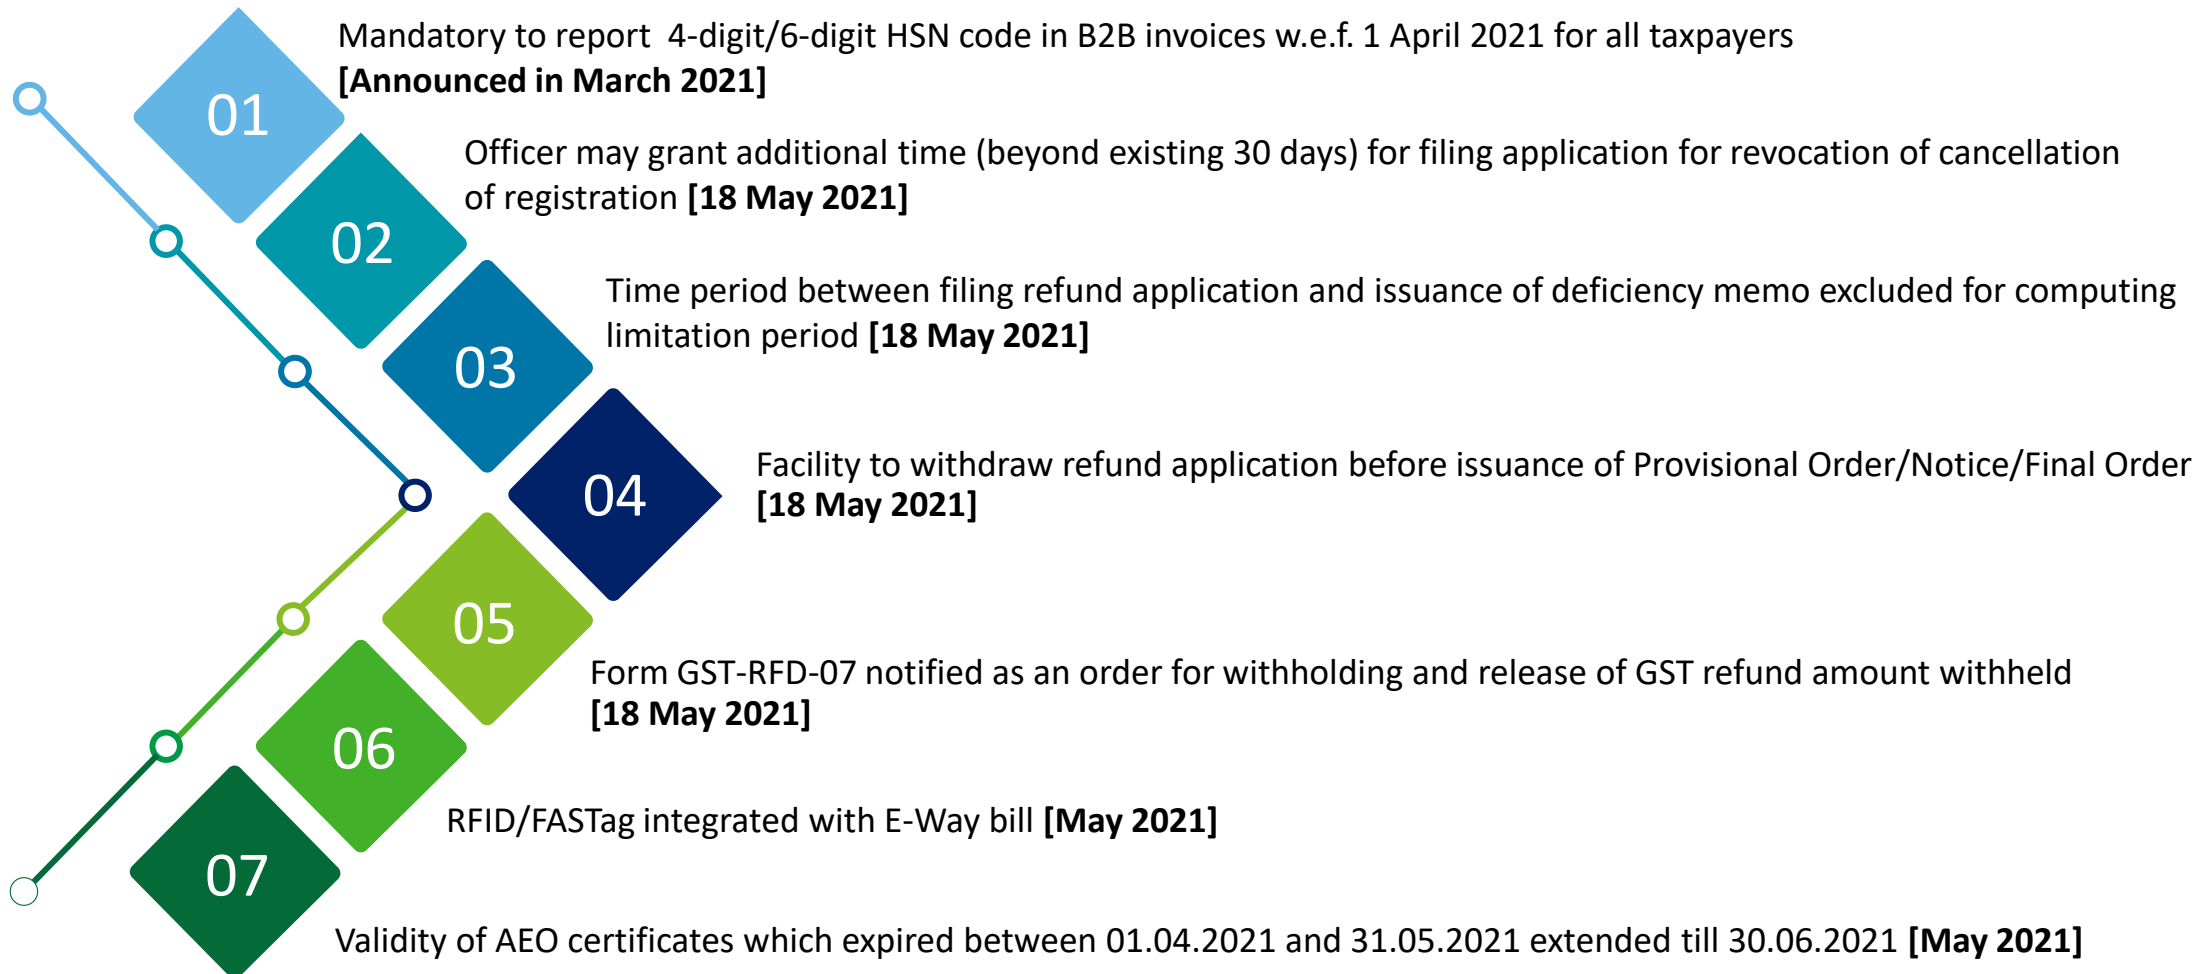 01
Mandatory to report 4-digit/6-digit HSN code in B2B invoices w.e.f. 1 April 2021 for all taxpayers
[Announced in March 2021]
02
Officer may grant additional time (beyond existing 30 days) for filing application for revocation of cancellation
of registration [18 May 2021]
03
Time period between filing refund application and issuance of deficiency memo excluded for computing
limitation period [18 May 2021]
04
Facility to withdraw refund application before issuance of Provisional Order/Notice/Final Order
[18 May 2021]
05
Form GST-RFD-07 notified as an order for withholding and release of GST refund amount withheld
[18 May 2021]
06
RFID/FASTag integrated with E-Way bill [May 2021]
07
Validity of AEO certificates which expired between 01.04.2021 and 31.05.2021 extended till 30.06.2021 [May 2021]